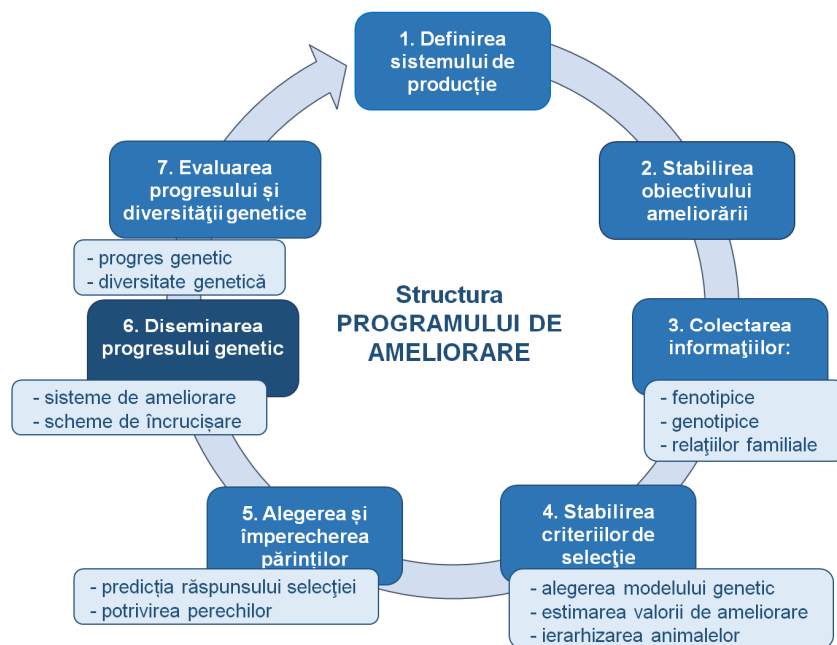 1. Definirea
sistemului de
producție
2. Stabilirea
obiectivului
ameliorării
3. Colectarea
informaţiilor:
- fenotipice
- genotipice
- relaţiilor familiale
4. Stabilirea
criteriilor de
selecţie
- alegerea modelului genetic
- estimarea valorii de ameliorare
- ierarhizarea animalelor
5. Alegerea și
împerecherea
părinților
- predicția răspunsului selecţiei
- potrivirea perechilor
6. Diseminarea
progresului genetic
- sisteme de ameliorare
- scheme de încrucișare
7. Evaluarea
progresului și
diversităţii genetice
- progres genetic
- diversitate genetică
Structura
PROGRAMULUI DE
AMELIORARE